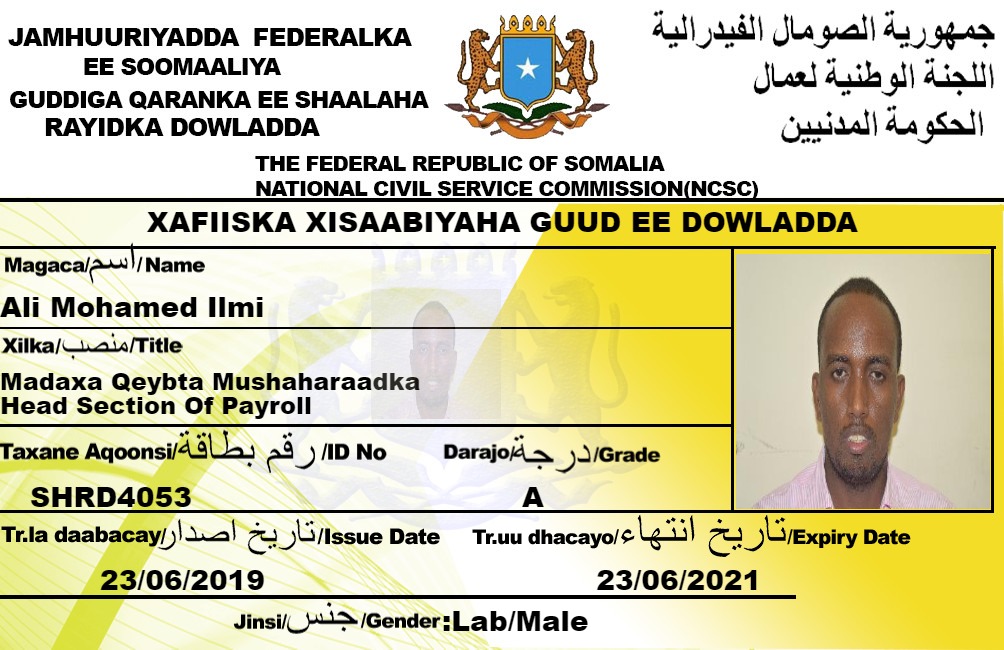 JAMHUURIYADDA FEDERALKA
EE SOOMAALIYA
GUDDIGA QARANKA EE SHAALAHA
RAYIDKA DOWLADDA
جمهورية الصومال الفيدرالية
اللجنة الوطنية لعمال
الحكومة المدنيين
THE FEDERAL REPUBLIC OF SOMALIA
NATIONAL CIVIL SERVICE COMMISSION(NCSC)
XAFIISKA XISAABIYAHA GUUD EE DOWLADDA
Magaca/اسم/Name
Ali Mohamed Ilmi
Xilka/منصب/Title
Madaxa Qeybta Mushaharaadka
Head Section Of Payroll
Taxane Aqoonsi/رقم بطاقة/ID No
SHRD4053
Darajo/درجة/Grade
A
Tr.la daabacay/تاريخ اصدار/Issue Date
23/06/2019
Tr.uu dhacayo/تاريخ انتهاء/Expiry Date
23/06/2021
Jinsi/جنس/Gender:Lab/Male